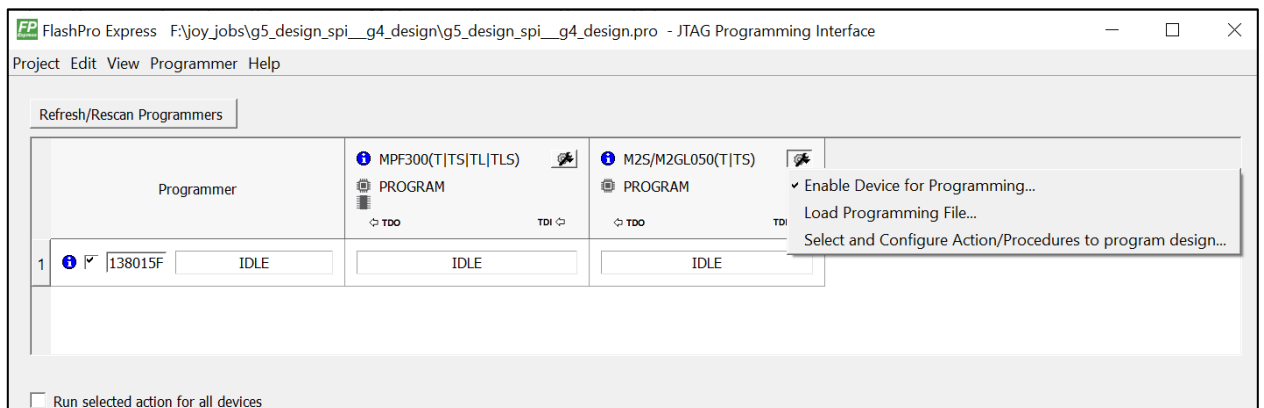 FP FlashPro Express F:\joy_jobs\g5_design_spi__g4_design\g5_design_spi__g4_design.pro - JTAG Programming Interface
Project Edit View Programmer Help
Refresh/Rescan Programmers
Programmer
MPF300(T|TS|TL|TLS)
PROGRAM
TDO TDI
M2S/M2GL050(T|TS)
PROGRAM
TDO TDI
Enable Device for Programming...
Load Programming File...
Select and Configure Action/Procedures to program design...
1 138015F IDLE IDLE IDLE
Run selected action for all devices